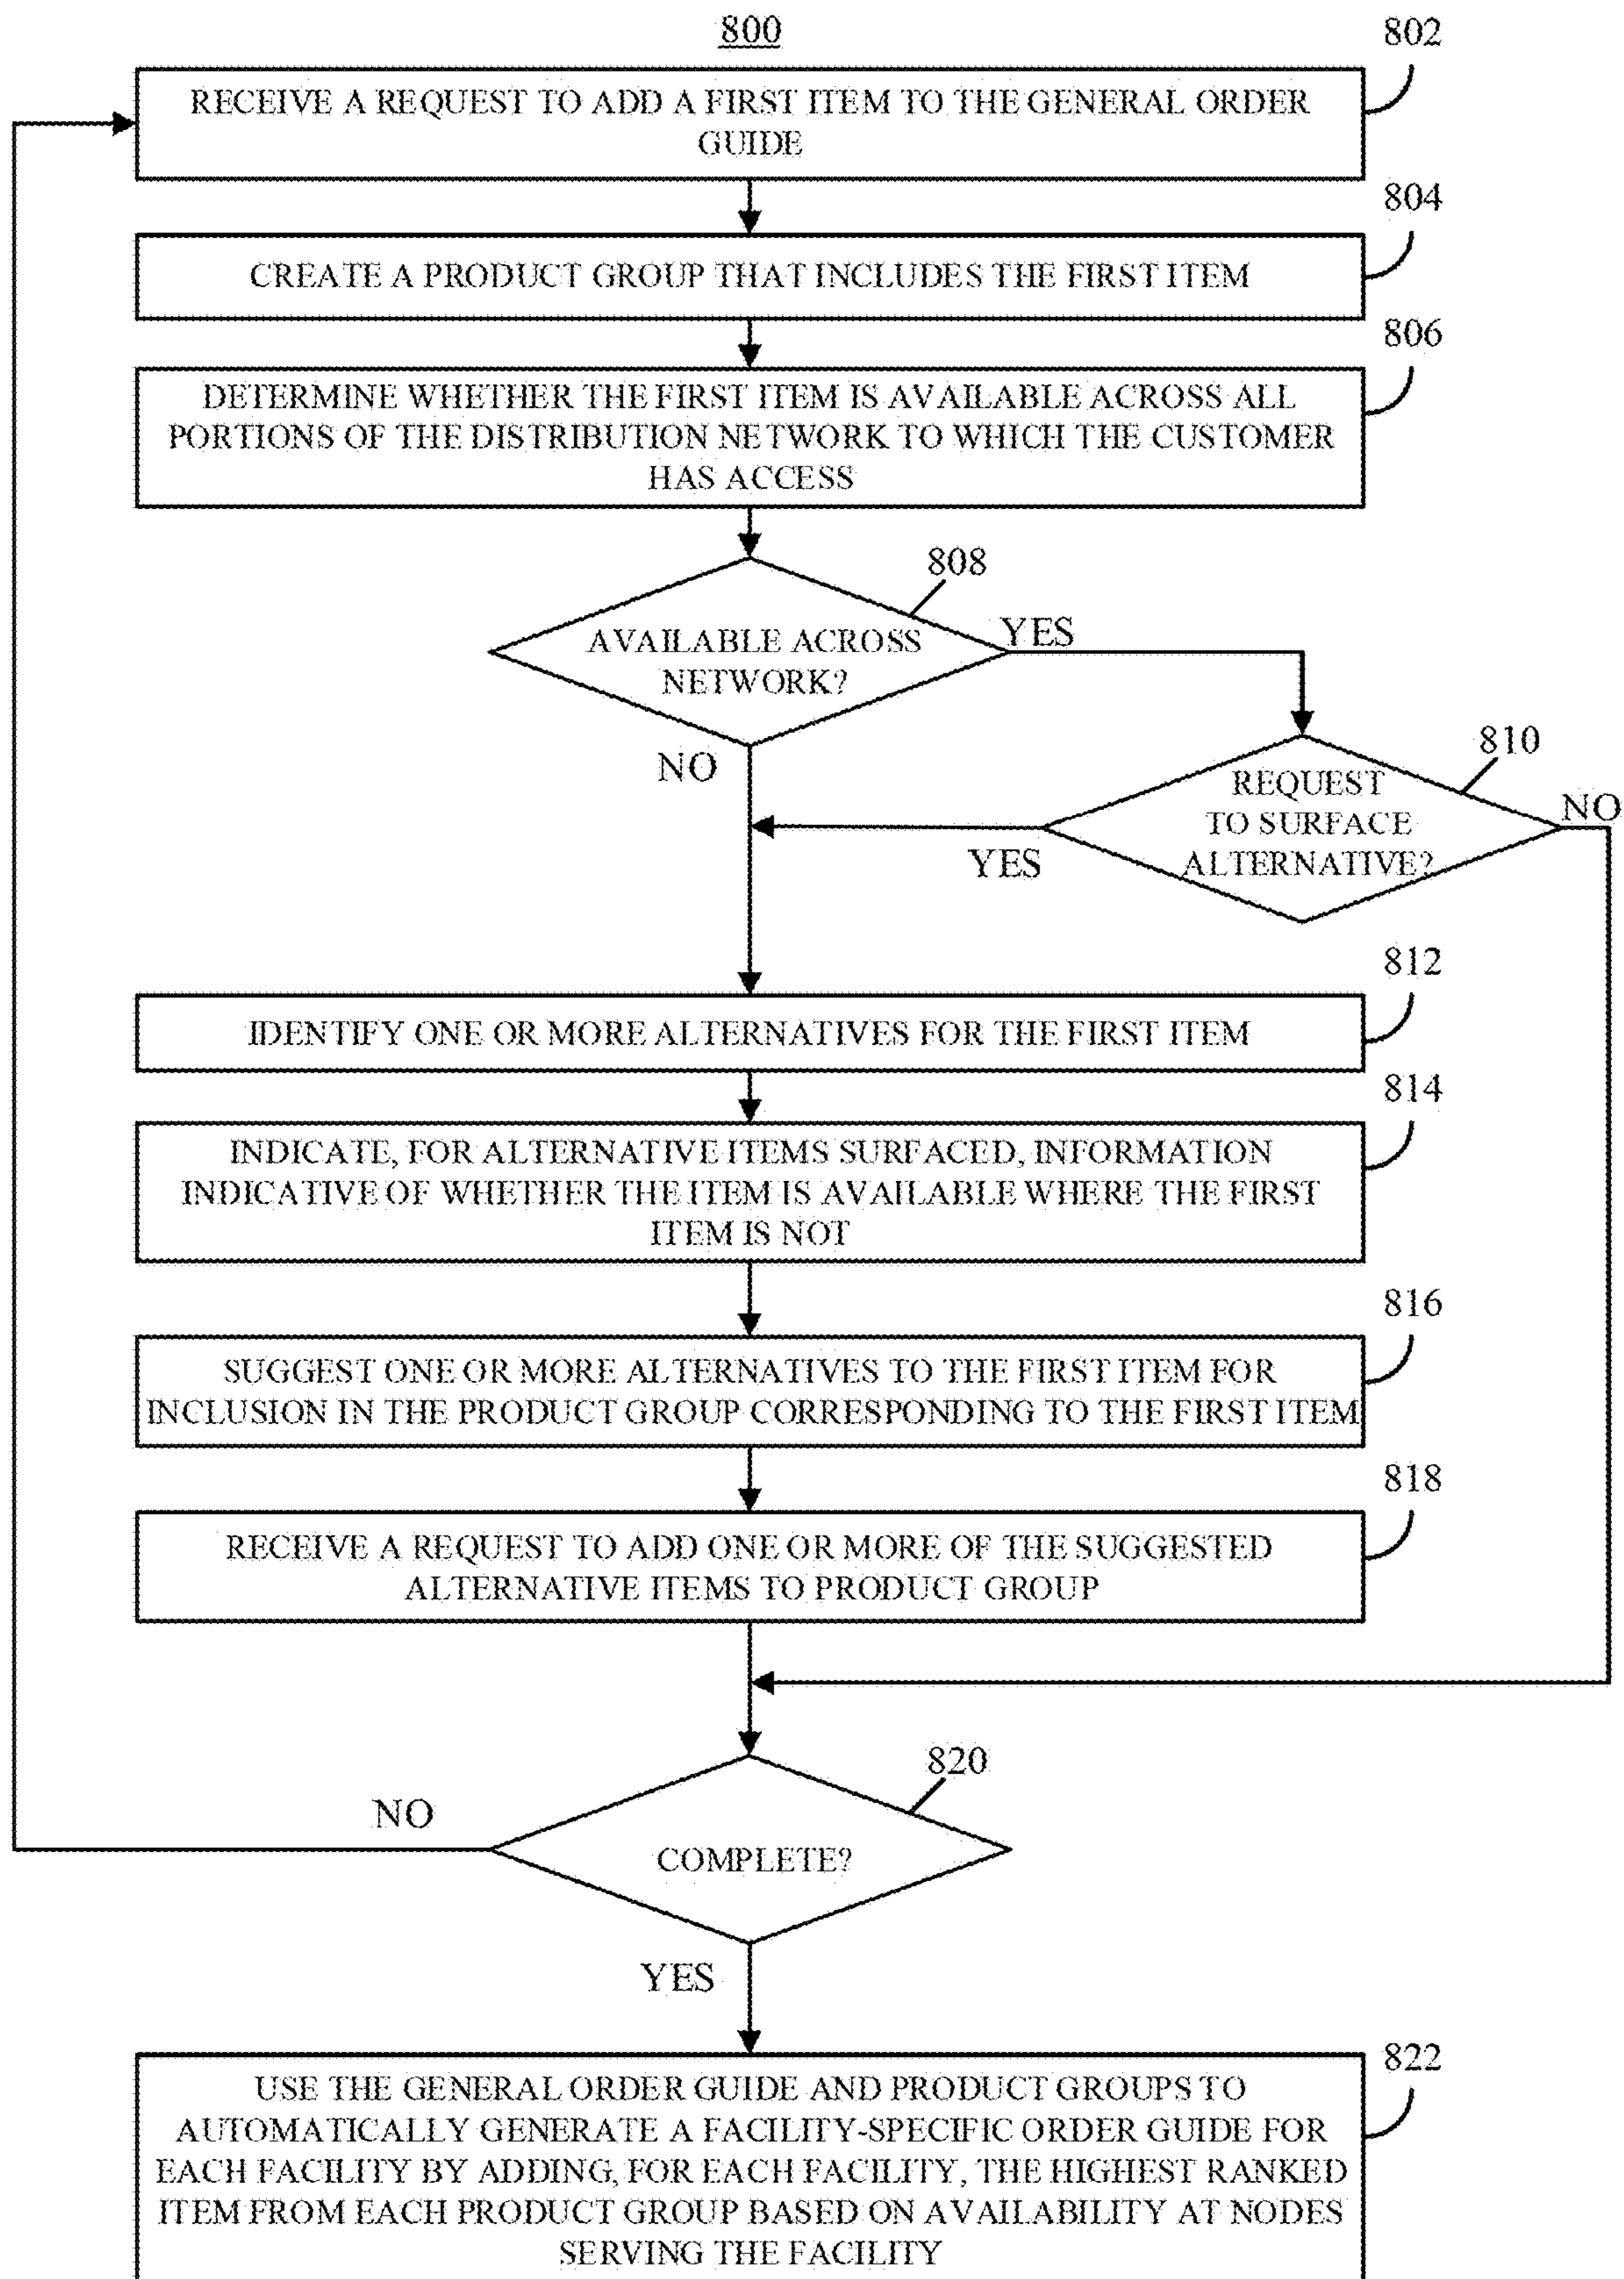 800
802
RECEIVE A REQUEST TO ADD A FIRST ITEM TO THE GENERAL ORDER
GUIDE
804
CREATE A PRODUCT GROUP THAT INCLUDES THE FIRST ITEM
806
DETERMINE WHETHER THE FIRST ITEM IS AVAILABLE ACROSS ALL
PORTIONS OF THE DISTRIBUTION NETWORK TO WHICH THE CUSTOMER
HAS ACCESS
808
AVAILABLE ACROSS
NETWORK?
YES
NO
810
REQUEST
TO SURFACE
ALTERNATIVE?
NO
YES
812
IDENTIFY ONE OR MORE ALTERNATIVES FOR THE FIRST ITEM
814
INDICATE, FOR ALTERNATIVE ITEMS SURFACED, INFORMATION
INDICATIVE OF WHETHER THE ITEM IS AVAILABLE WHERE THE FIRST
ITEM IS NOT
816
SUGGEST ONE OR MORE ALTERNATIVES TO THE FIRST ITEM FOR
INCLUSION IN THE PRODUCT GROUP CORRESPONDING TO THE FIRST ITEM
818
RECEIVE A REQUEST TO ADD ONE OR MORE OF THE SUGGESTED
ALTERNATIVE ITEMS TO PRODUCT GROUP
820
NO
COMPLETE?
YES
822
USE THE GENERAL ORDER GUIDE AND PRODUCT GROUPS TO
AUTOMATICALLY GENERATE A FACILITY-SPECIFIC ORDER GUIDE FOR
EACH FACILITY BY ADDING, FOR EACH FACILITY, THE HIGHEST RANKED
ITEM FROM EACH PRODUCT GROUP BASED ON AVAILABILITY AT NODES
SERVING THE FACILITY